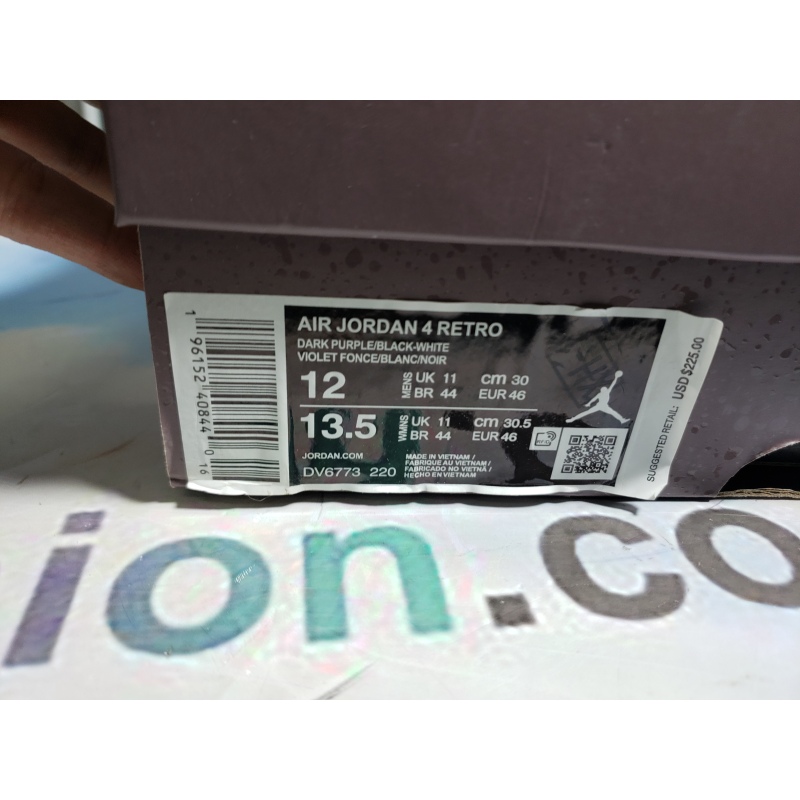 AIR JORDAN 4 RETRO
DARK PURPLE/BLACK-WHITE
VIOLET FONCE/BLANC/NOIR
12 MENS UK 11 cm 30
BR 44 EUR 46
13.5 WMNS UK 11 cm 30.5
BR 44 EUR 46
JORDAN.COM
DV6773 220
MADE IN VIETNAM /
FABRIQUE AU VIETNAM /
FABRICADO NO VIETNÃ /
HECHO EN VIETNAM
1 96152 40844 0 16
SUGGESTED RETAIL: USD $225.00
ion.co